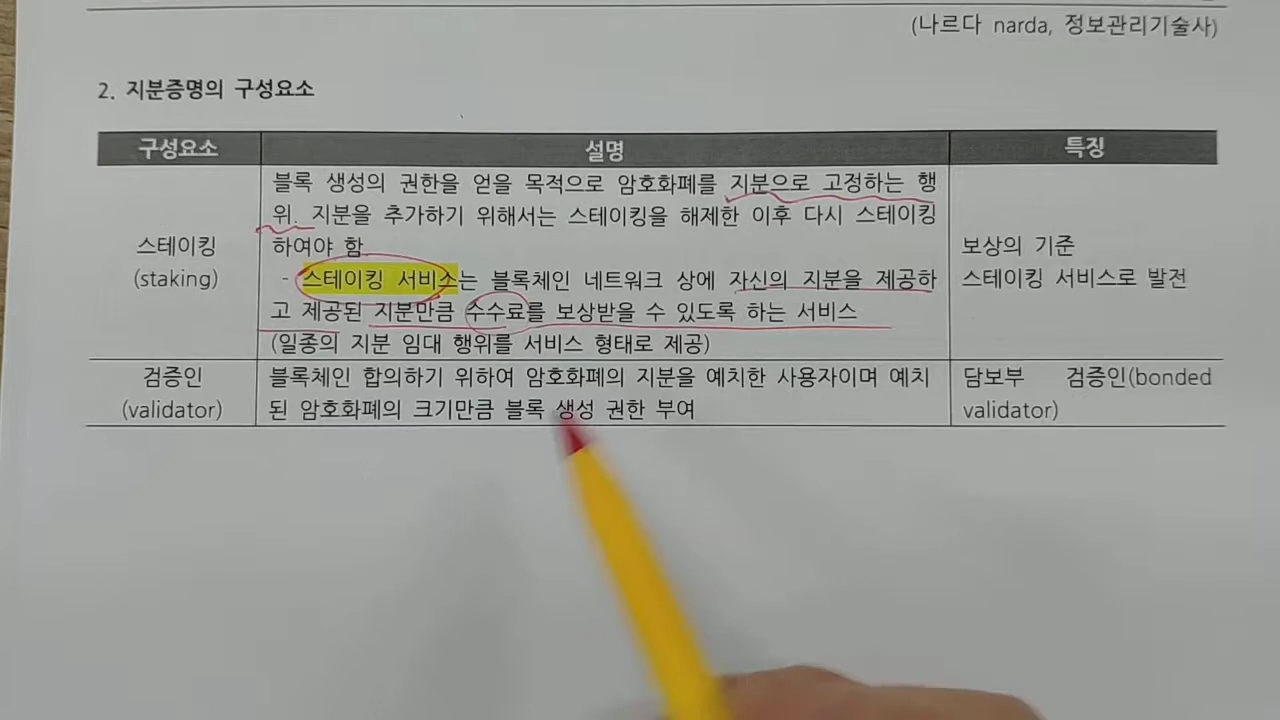 (나르다 narda, 정보관리기술사)
2. 지분증명의 구성요소
구성요소 설명 특징
스테이킹
(staking)
블록 생성의 권한을 얻을 목적으로 암호화폐를 지분으로 고정하는 행
위. 지분을 추가하기 위해서는 스테이킹을 해제한 이후 다시 스테이킹
하여야 함.
- 스테이킹 서비스는 블록체인 네트워크 상에 자신의 지분을 제공하
고 제공된 지분만큼 수수료를 보상받을 수 있도록 하는 서비스
(일종의 지분 임대 행위를 서비스 형태로 제공)
보상의 기준
스테이킹 서비스로 발전
검증인
(validator)
블록체인 합의하기 위하여 암호화폐의 지분을 예치한 사용자이며 예치
된 암호화폐의 크기만큼 블록 생성 권한 부여
담보부 검증인(bonded
validator)